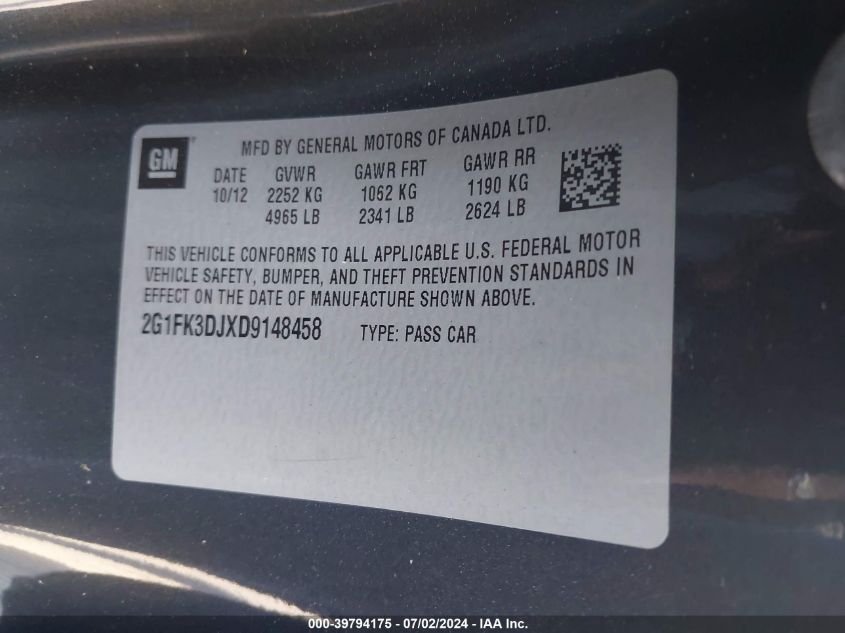 GM
MFD BY GENERAL MOTORS OF CANADA LTD.
DATE GVWR GAWR FRT GAWR RR
10/12 2252 KG 1062 KG 1190 KG
4965 LB 2341 LB 2624 LB
THIS VEHICLE CONFORMS TO ALL APPLICABLE U.S. FEDERAL MOTOR
VEHICLE SAFETY, BUMPER, AND THEFT PREVENTION STANDARDS IN
EFFECT ON THE DATE OF MANUFACTURE SHOWN ABOVE.
2G1FK3DJXD9148458 TYPE: PASS CAR
000-39794175 - 07/02/2024 - IAA Inc.